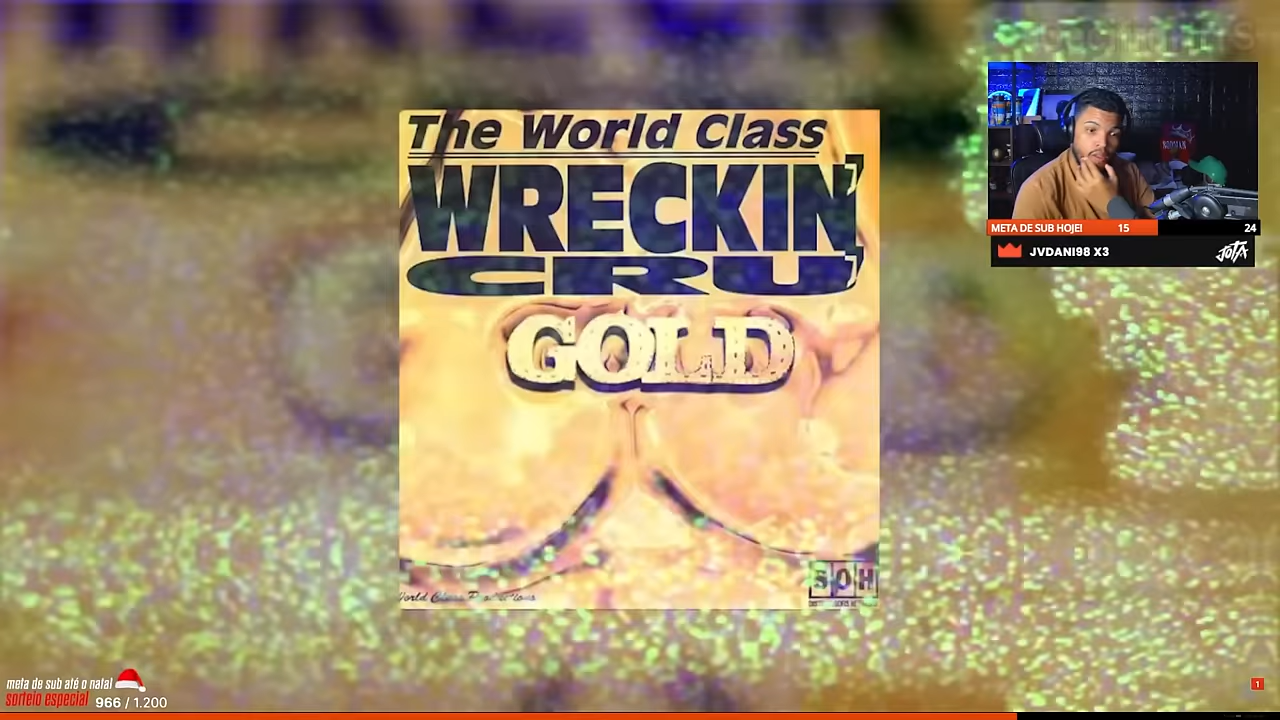 The World Class
WRECKIN'
CRU'
GOLD
SOH
META DE SUB HOJE! 15 24
JVDANI98 X3
JOTA
meta de sub até o natal
sorteio especial 966 / 1.200
1